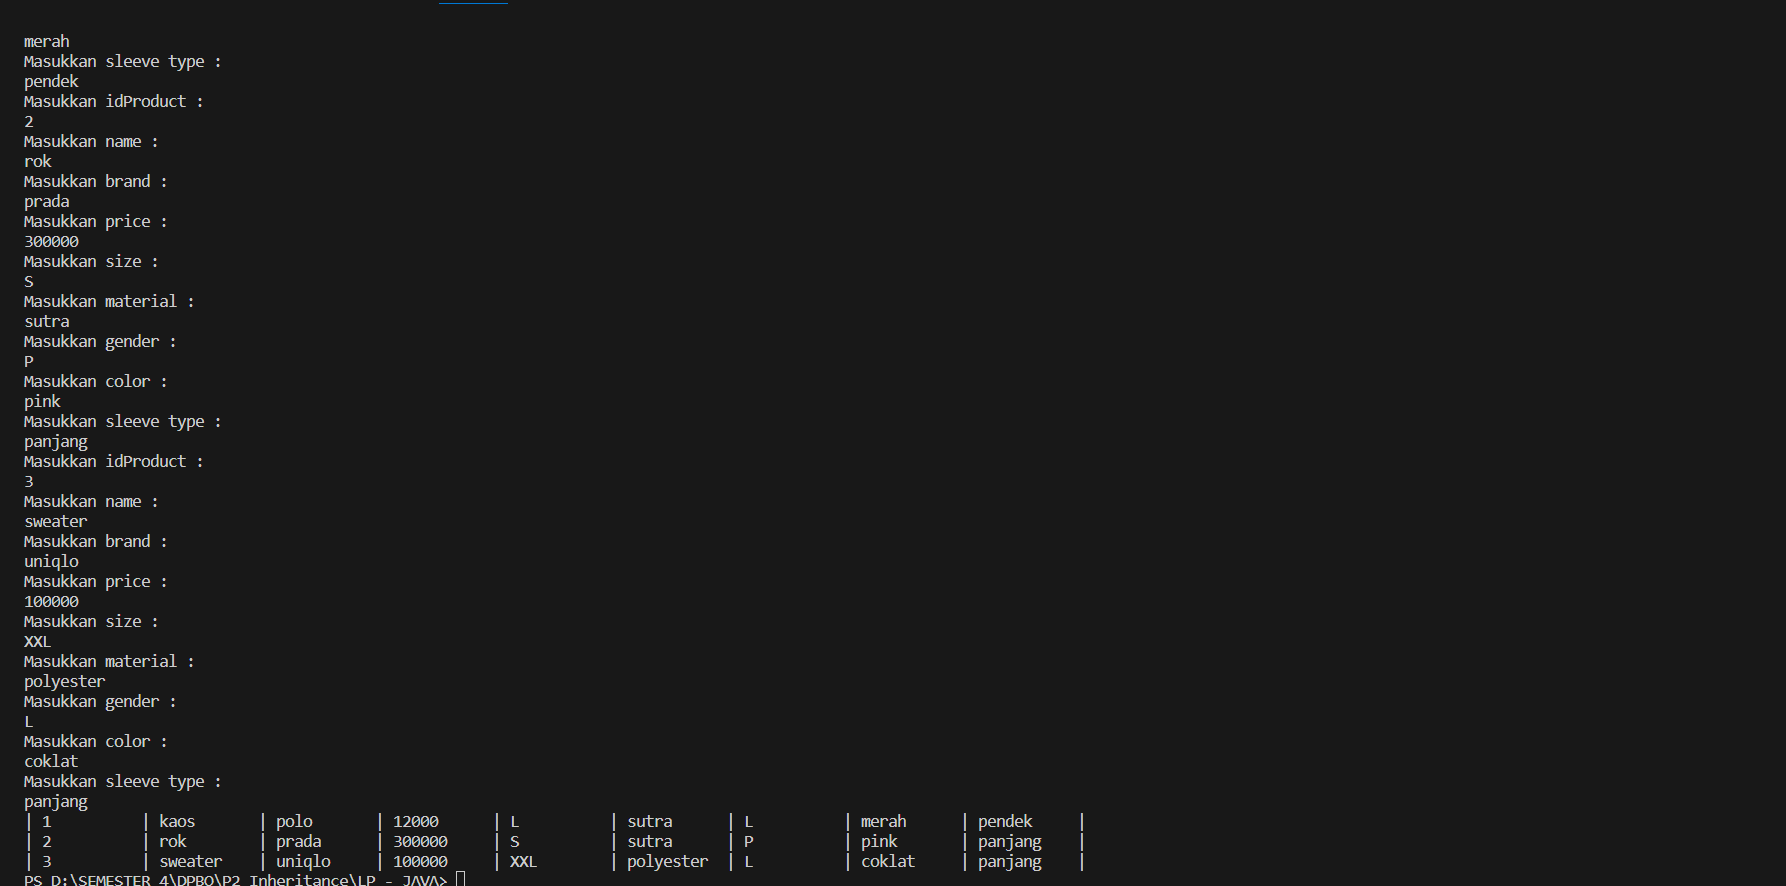 merah
Masukkan sleeve type :
pendek
Masukkan idProduct :
2
Masukkan name :
rok
Masukkan brand :
prada
Masukkan price :
300000
Masukkan size :
S
Masukkan material :
sutra
Masukkan gender :
P
Masukkan color :
pink
Masukkan sleeve type :
panjang
Masukkan idProduct :
3
Masukkan name :
sweater
Masukkan brand :
uniqlo
Masukkan price :
100000
Masukkan size :
XXL
Masukkan material :
polyester
Masukkan gender :
L
Masukkan color :
coklat
Masukkan sleeve type :
panjang
| 1 | kaos | polo | 12000 | L | sutra | L | merah | pendek |
| 2 | rok | prada | 300000 | S | sutra | P | pink | panjang |
| 3 | sweater | uniqlo | 100000 | XXL | polyester | L | coklat | panjang |
PS D:\SEMESTER 4\DPBO\P2 Inheritance\LP - JAVA>